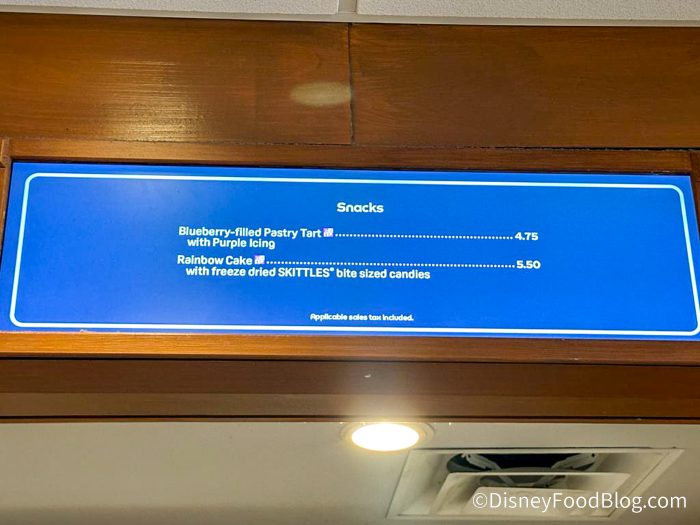 Snacks
Blueberry-filled Pastry Tart ........................................ 4.75
with Purple Icing
Rainbow Cake ........................................................ 5.50
with freeze dried SKITTLES® bite sized candies
Applicable sales tax included.
©DisneyFoodBlog.com